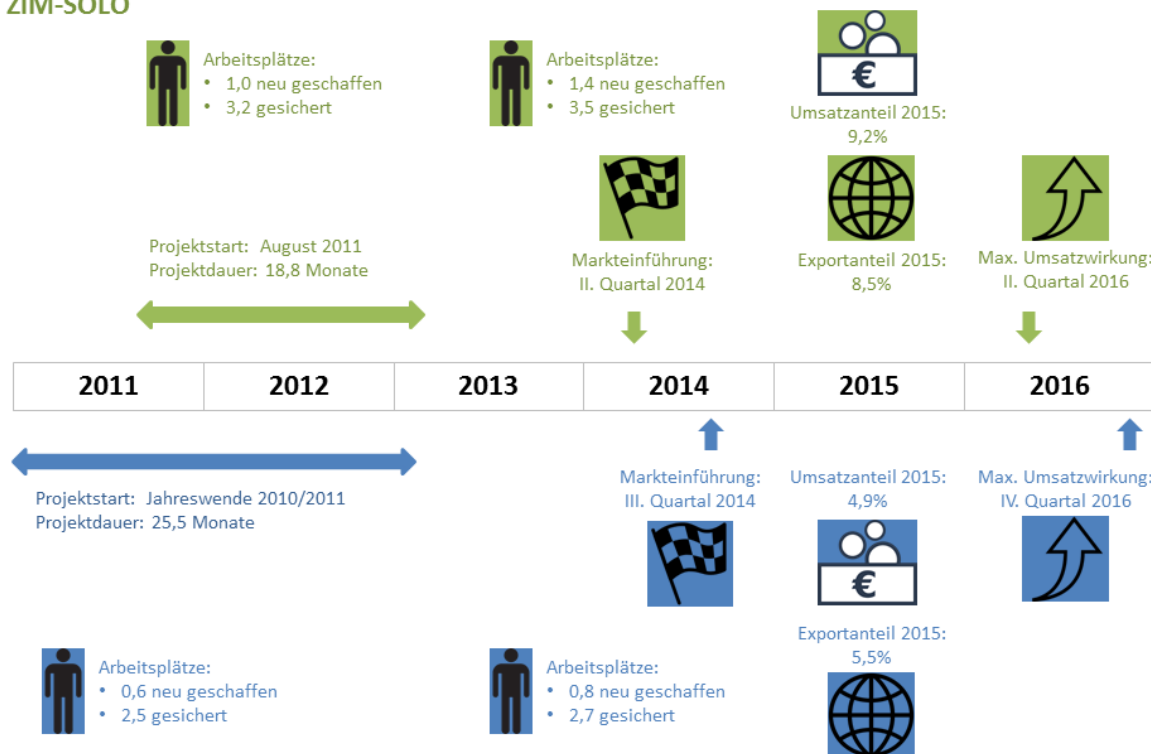 ZIM-SOLO
Arbeitsplätze:
• 1,0 neu geschaffen
• 3,2 gesichert
Arbeitsplätze:
• 1,4 neu geschaffen
• 3,5 gesichert
€
Umsatzanteil 2015:
9,2%
Projektstart: August 2011
Projektdauer: 18,8 Monate
Markteinführung:
II. Quartal 2014
Exportanteil 2015:
8,5%
Max. Umsatzwirkung:
II. Quartal 2016
2011 2012 2013 2014 2015 2016
Projektstart: Jahreswende 2010/2011
Projektdauer: 25,5 Monate
Markteinführung:
III. Quartal 2014
Umsatzanteil 2015:
4,9%
Max. Umsatzwirkung:
IV. Quartal 2016
€
Arbeitsplätze:
• 0,6 neu geschaffen
• 2,5 gesichert
Arbeitsplätze:
• 0,8 neu geschaffen
• 2,7 gesichert
Exportanteil 2015:
5,5%